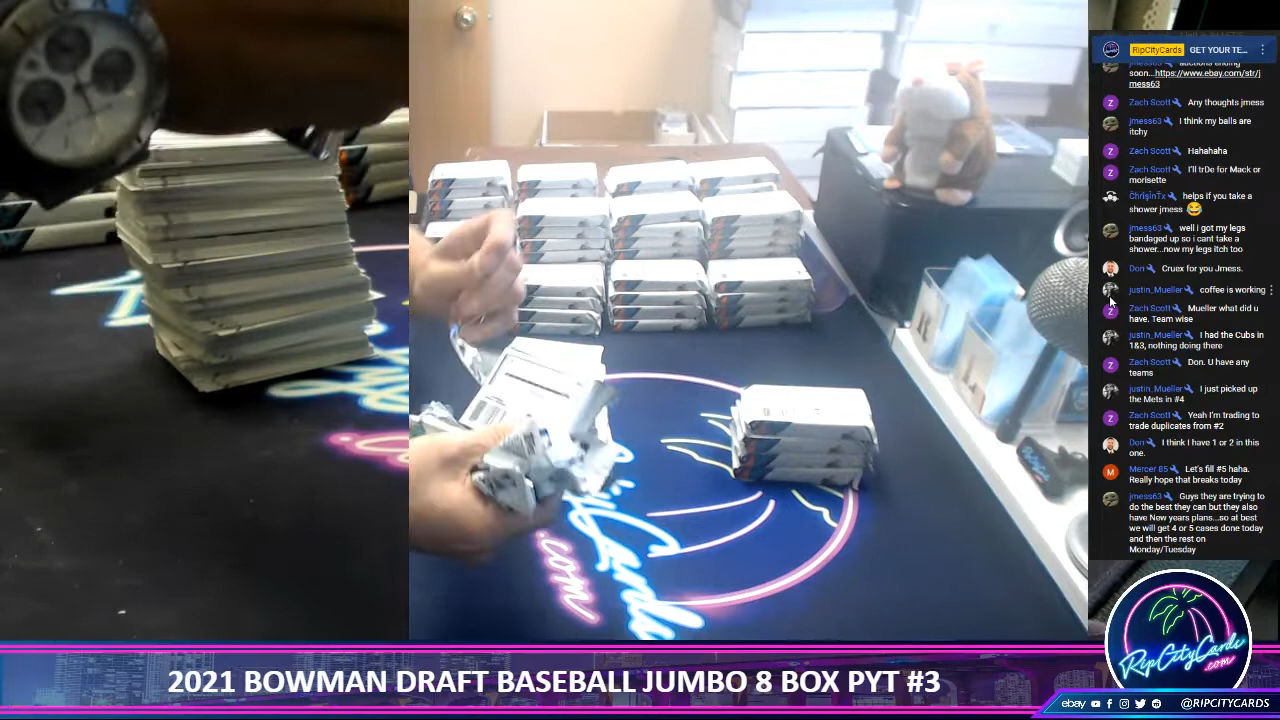 RipCityCards GET YOUR TE...
auctions ending
soon...https://www.ebay.com/str/j
mess63
Zach Scott Any thoughts jmess
jmess63 I think my balls are
itchy
Zach Scott Hahahaha
Zach Scott I'll trDe for Mack or
morisette
ChrisjnTx helps if you take a
shower jmess 😂
jmess63 well i got my legs
bandaged up so i cant take a
shower...now my legs itch too
Don Cruex for you Jmess.
justin_Mueller coffee is working
Zach Scott Mueller what did u
have. Team wise
justin_Mueller I had the Cubs in
1&3, nothing doing there
Zach Scott Don. U have any
teams
justin_Mueller I just picked up
the Mets in #4
Zach Scott Yeah I'm trading to
trade duplicates from #2
Don I think I have 1 or 2 in this
one.
Mercer 85 Let's fill #5 haha.
Really hope that breaks today
jmess63 Guys they are trying to
do the best they can but they also
have New years plans...so at best
we will get 4 or 5 cases done today
and then the rest on
Monday/Tuesday
Cards
.com
RipCityCards
.com
2021 BOWMAN DRAFT BASEBALL JUMBO 8 BOX PYT #3
ebay @RIPCITYCARDS